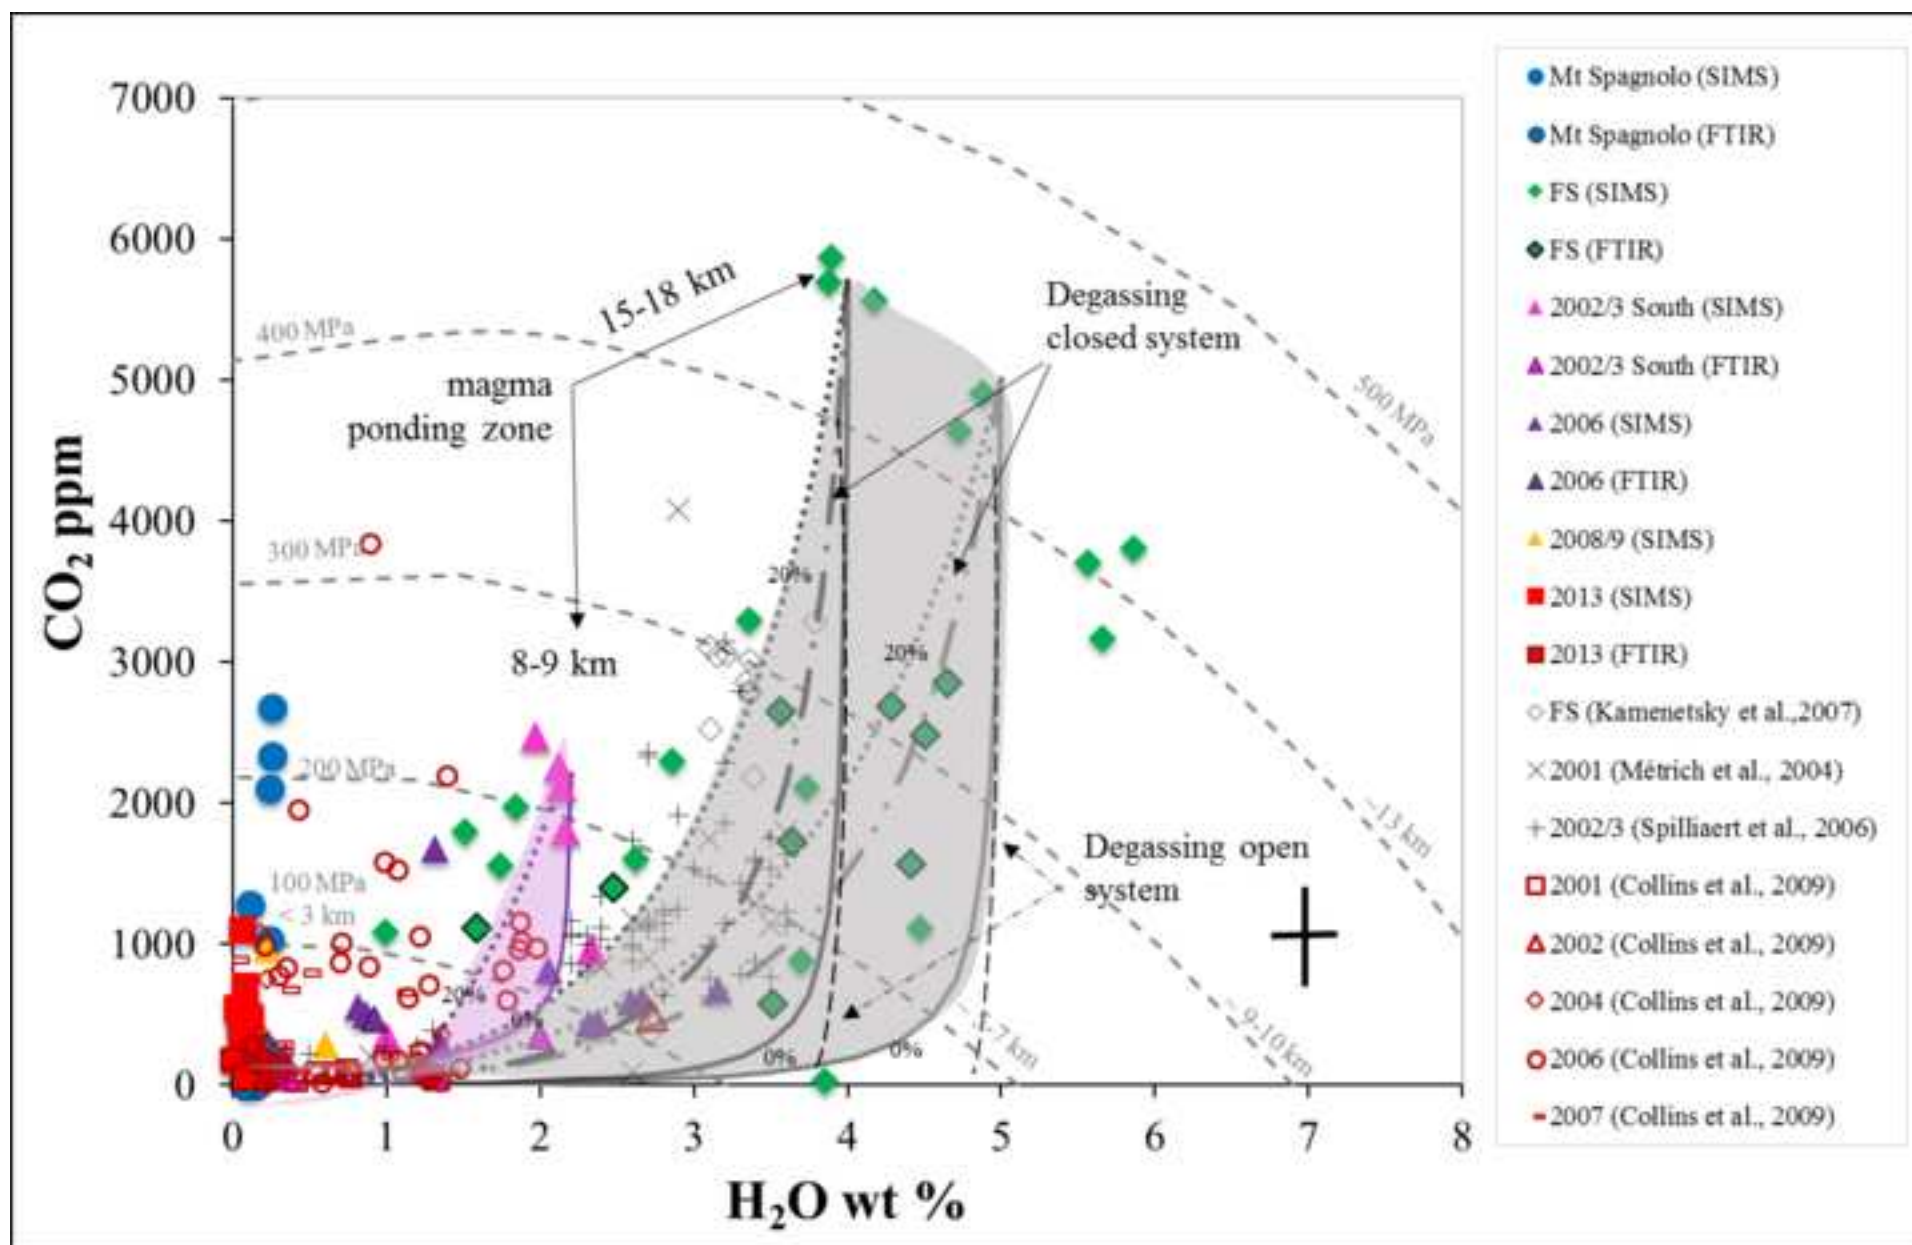 7000
6000
5000
4000
3000
2000
1000
0
CO₂ ppm
0 1 2 3 4 5 6 7 8
H₂O wt %
400 MPa
300 MPa
200 MPa
100 MPa
< 3 km
500 MPa
~13 km
~9-10 km
-7 km
15-18 km
magma
ponding zone
8-9 km
Degassing
closed system
Degassing open
system
20%
20%
20%
0%
0%
0%
Mt Spagnolo (SIMS)
Mt Spagnolo (FTIR)
FS (SIMS)
FS (FTIR)
2002/3 South (SIMS)
2002/3 South (FTIR)
2006 (SIMS)
2006 (FTIR)
2008/9 (SIMS)
2013 (SIMS)
2013 (FTIR)
FS (Kamenetsky et al.,2007)
2001 (Métrich et al., 2004)
2002/3 (Spilliaert et al., 2006)
2001 (Collins et al., 2009)
2002 (Collins et al., 2009)
2004 (Collins et al., 2009)
2006 (Collins et al., 2009)
2007 (Collins et al., 2009)